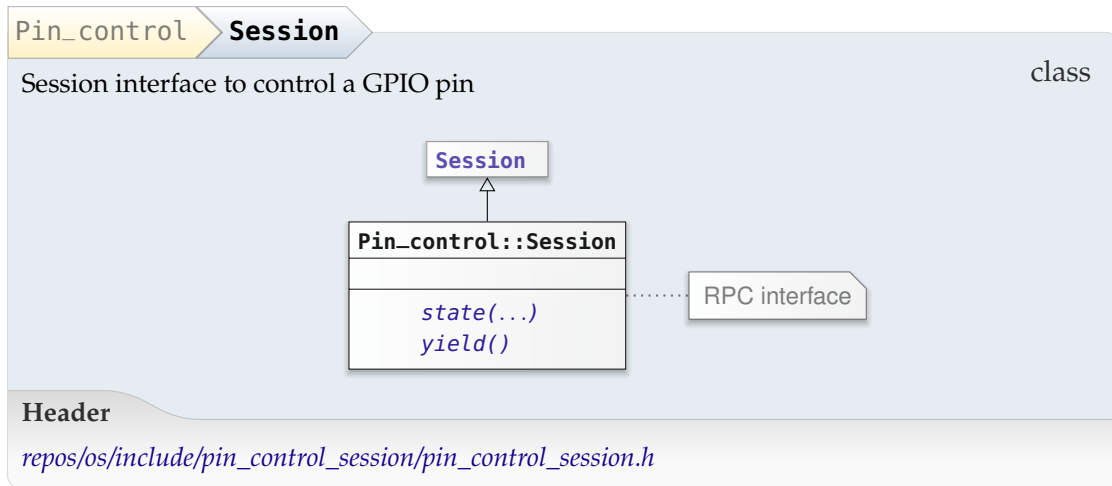 Pin_control Session
class
Session interface to control a GPIO pin
Session
Pin_control::Session
RPC interface
state(...)
yield()
Header
repos/os/include/pin_control_session/pin_control_session.h